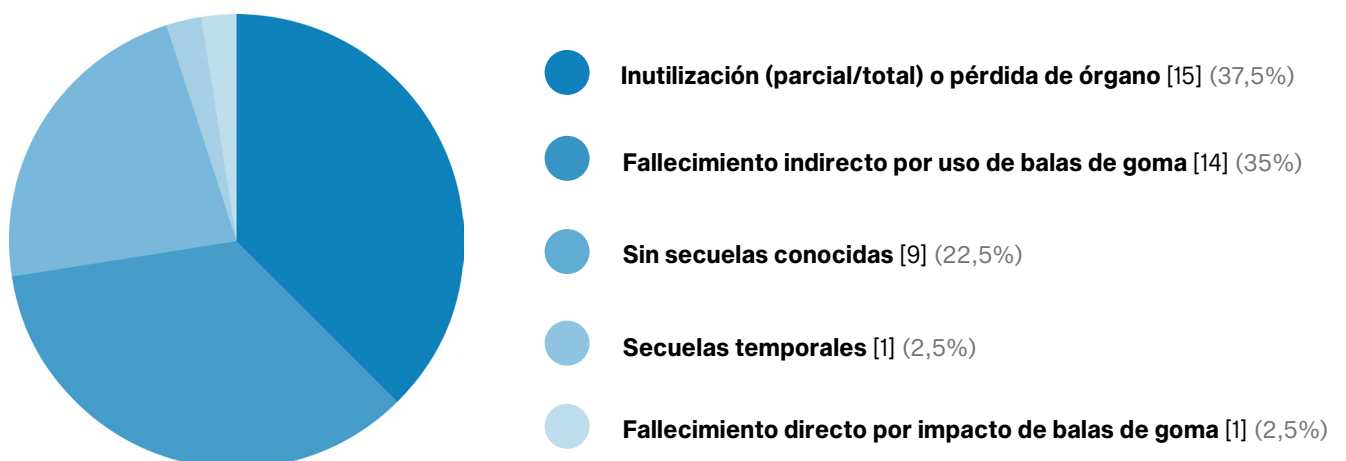 Inutilización (parcial/total) o pérdida de órgano [15] (37,5%)
Fallecimiento indirecto por uso de balas de goma [14] (35%)
Sin secuelas conocidas [9] (22,5%)
Secuelas temporales [1] (2,5%)
Fallecimiento directo por impacto de balas de goma [1] (2,5%)